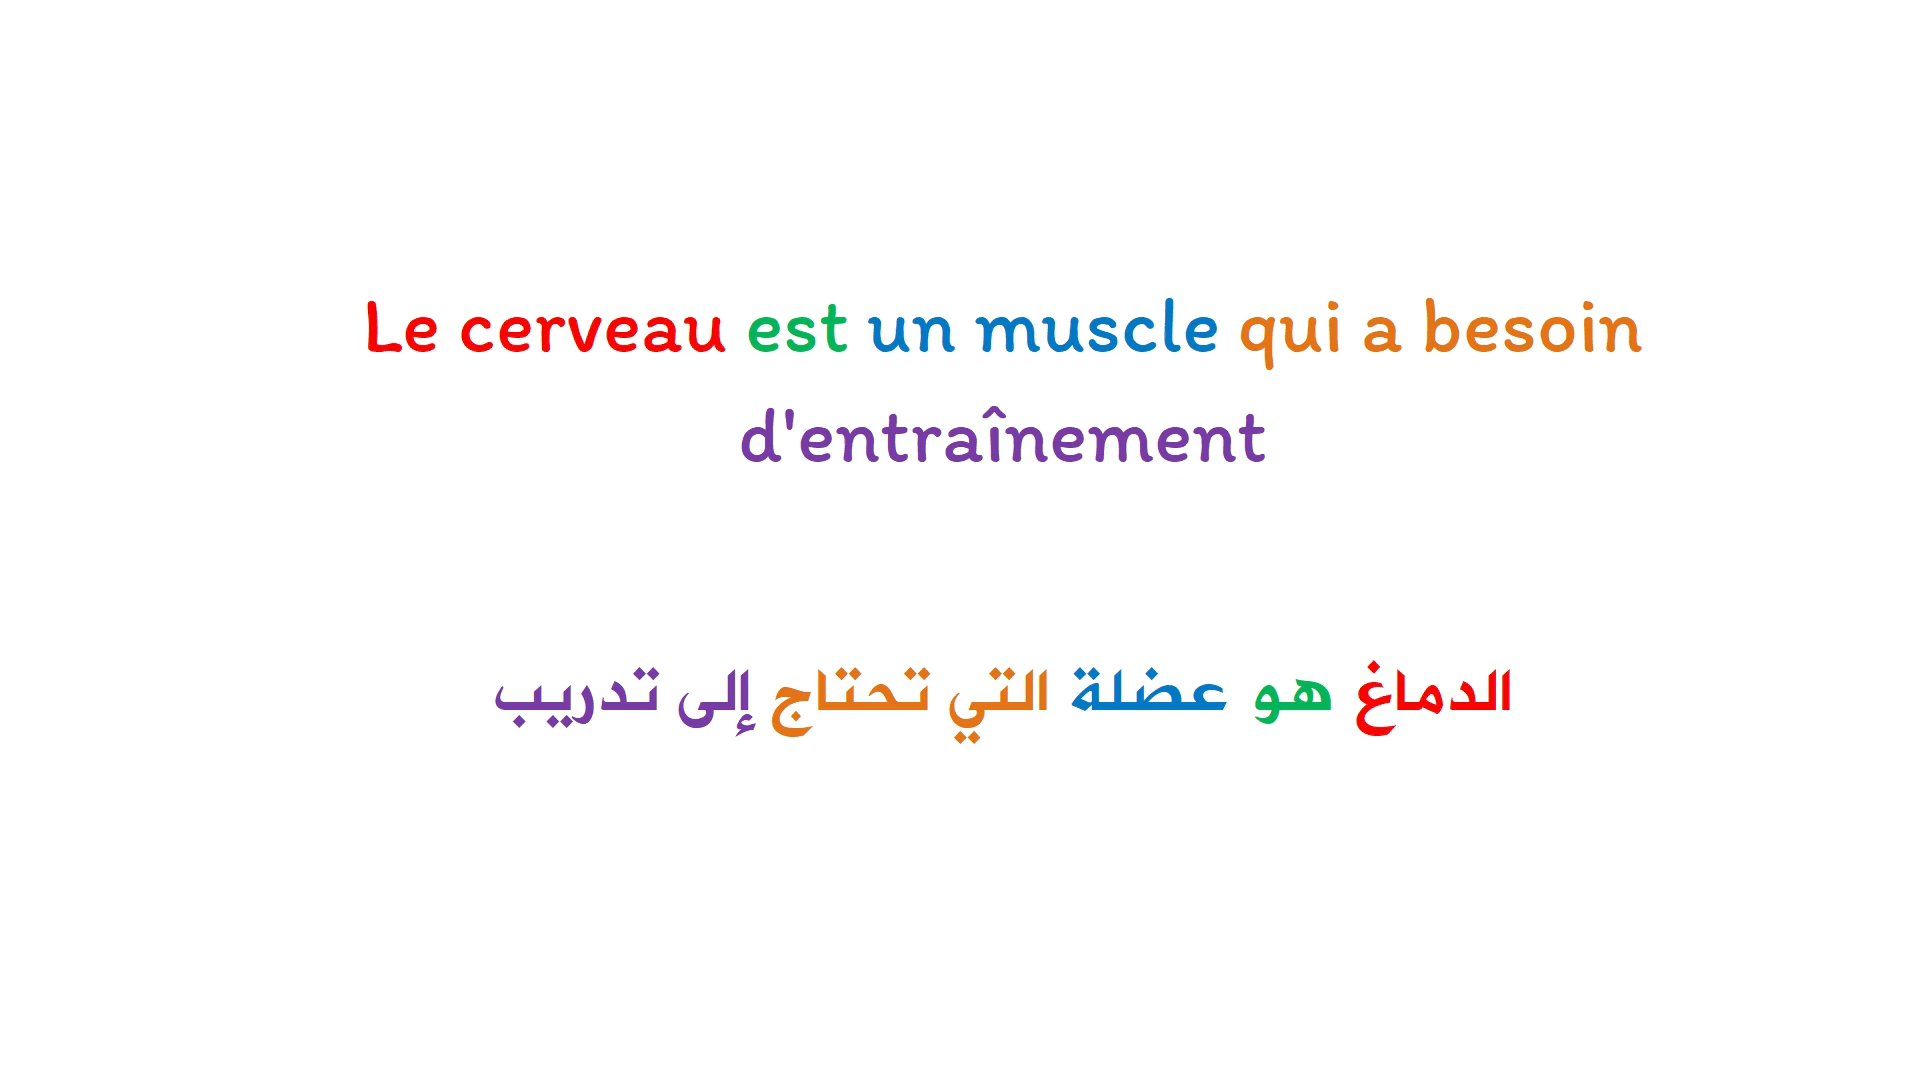 Le cerveau est un muscle qui a besoin
d'entraînement
الدماغ هو عضلة التي تحتاج إلى تدريب